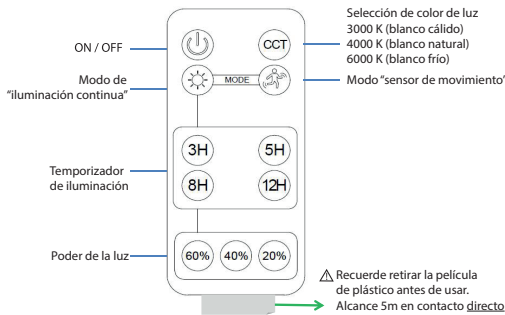 Selección de color de luz
3000 K (blanco cálido)
4000 K (blanco natural)
6000 K (blanco frío)
ON / OFF
CCT
Modo de
"iluminación continua"
MODE
Modo "sensor de movimiento"
3H
5H
Temporizador
de iluminación
8H
12H
Poder de la luz
60%
40%
20%
Recuerde retirar la película
de plástico antes de usar.
Alcance 5m en contacto directo